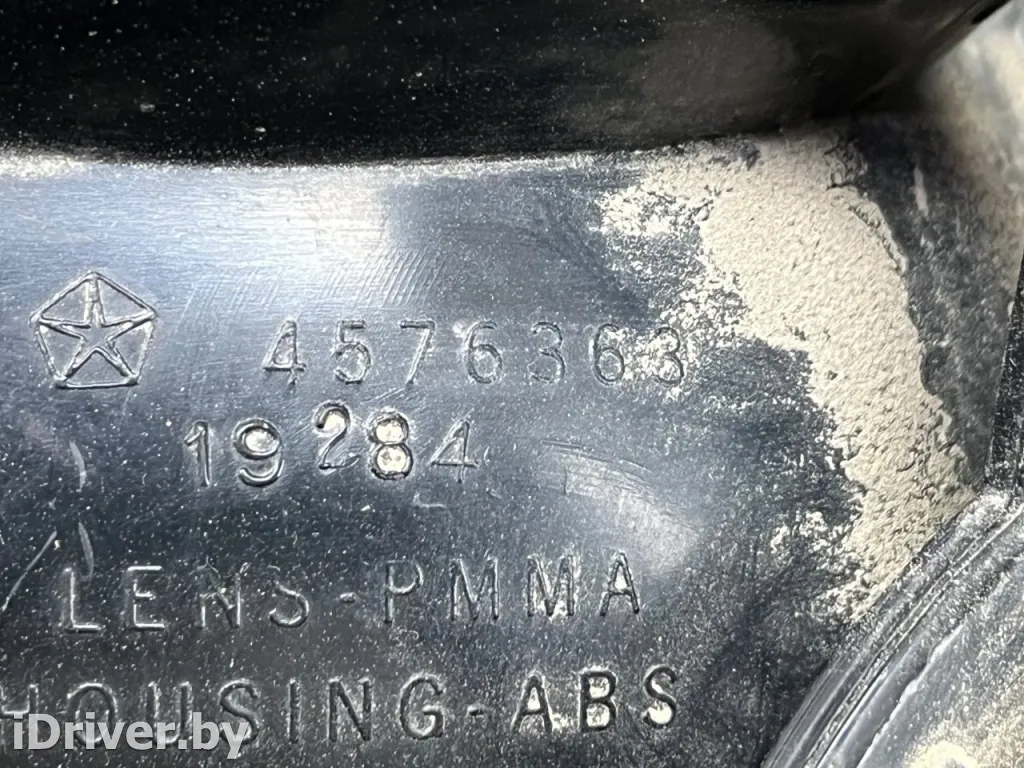 4576363
19284
LENS-PMMA
HOUSING-ABS
iDriver.by